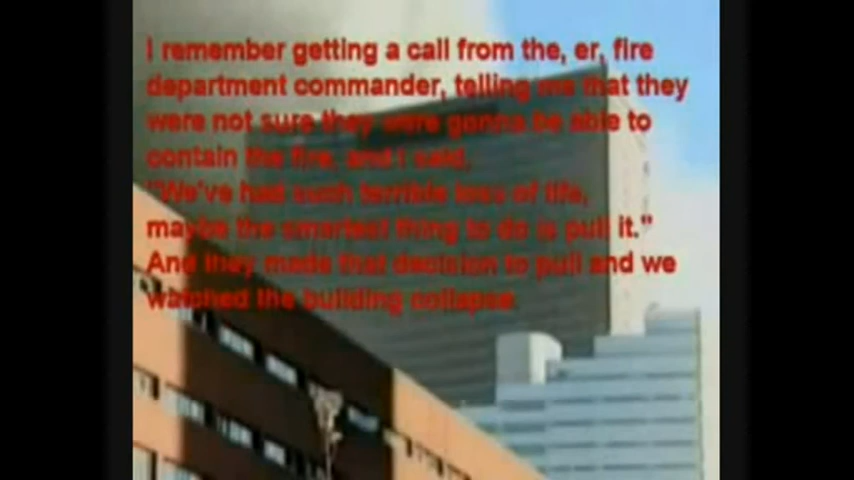 I remember getting a call from the, er, fire
department commander, telling me that they
were not sure they were gonna be able to
contain the fire, and I said,
"We've had such terrible loss of life,
maybe the smartest thing to do is pull it."
And they made that decision to pull and we
watched the building collapse